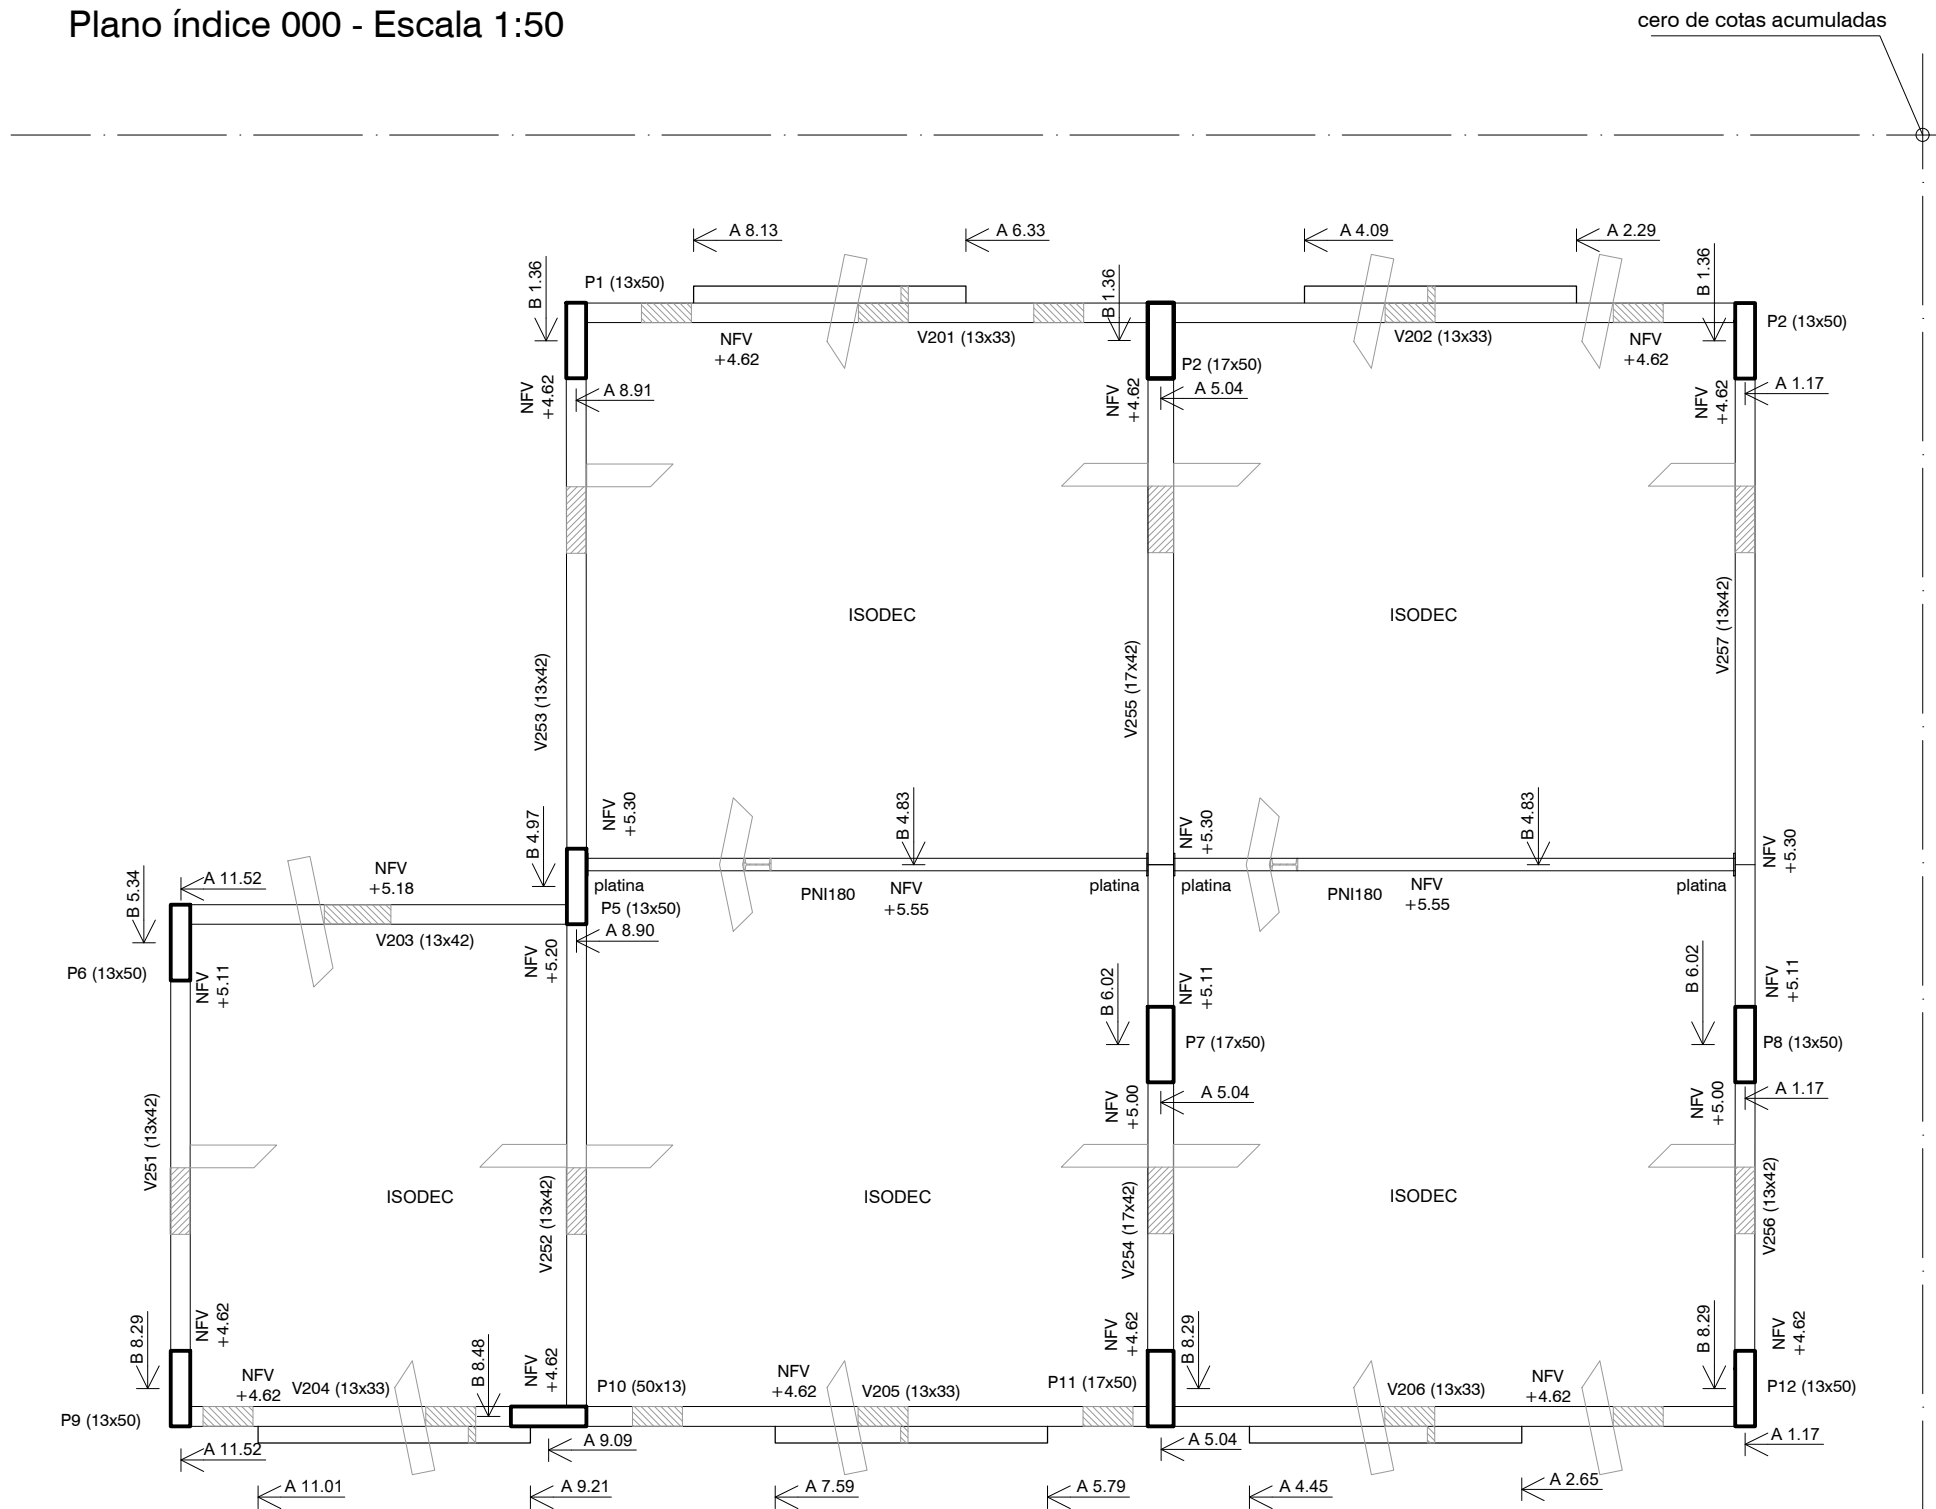 Plano índice 000 - Escala 1:50
cero de cotas acumuladas
A 8.13
A 6.33
A 4.09
A 2.29
B 1.36
P1 (13x50)
B 1.36
B 1.36
NFV
+4.62
V201 (13x33)
V202 (13x33)
NFV
+4.62
P2 (13x50)
P2 (17x50)
NFV
+4.62
A 8.91
NFV
+4.62
A 5.04
NFV
+4.62
A 1.17
ISODEC
ISODEC
V253 (13x42)
V255 (17x42)
V257 (13x42)
B 4.97
NFV
+5.30
B 4.83
NFV
+5.30
B 4.83
NFV
+5.30
B 5.34
A 11.52
NFV
+5.18
platina
PNI180
NFV
+5.55
platina
platina
PNI180
NFV
+5.55
platina
P5 (13x50)
A 8.90
V203 (13x42)
P6 (13x50)
NFV
+5.11
NFV
+5.20
B 6.02
NFV
+5.11
B 6.02
NFV
+5.11
P7 (17x50)
P8 (13x50)
NFV
+5.00
A 5.04
NFV
+5.00
A 1.17
V251 (13x42)
ISODEC
V252 (13x42)
ISODEC
V254 (17x42)
ISODEC
V256 (13x42)
B 8.29
NFV
+4.62
B 8.48
NFV
+4.62
NFV
+4.62
B 8.29
B 8.29
NFV
+4.62
NFV
+4.62
V204 (13x33)
P10 (50x13)
NFV
+4.62
V205 (13x33)
P11 (17x50)
V206 (13x33)
NFV
+4.62
P12 (13x50)
P9 (13x50)
A 11.52
A 9.09
A 5.04
A 1.17
A 11.01
A 9.21
A 7.59
A 5.79
A 4.45
A 2.65